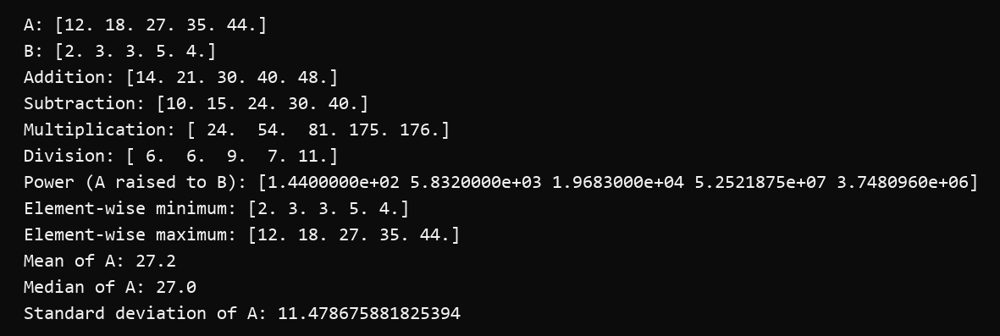 A: [12. 18. 27. 35. 44.]
B: [2. 3. 3. 5. 4.]
Addition: [14. 21. 30. 40. 48.]
Subtraction: [10. 15. 24. 30. 40.]
Multiplication: [ 24.  54.  81. 175. 176.]
Division: [ 6.  6.  9.  7. 11.]
Power (A raised to B): [1.4400000e+02 5.8320000e+03 1.9683000e+04 5.2521875e+07 3.7480960e+06]
Element-wise minimum: [2. 3. 3. 5. 4.]
Element-wise maximum: [12. 18. 27. 35. 44.]
Mean of A: 27.2
Median of A: 27.0
Standard deviation of A: 11.478675881825394